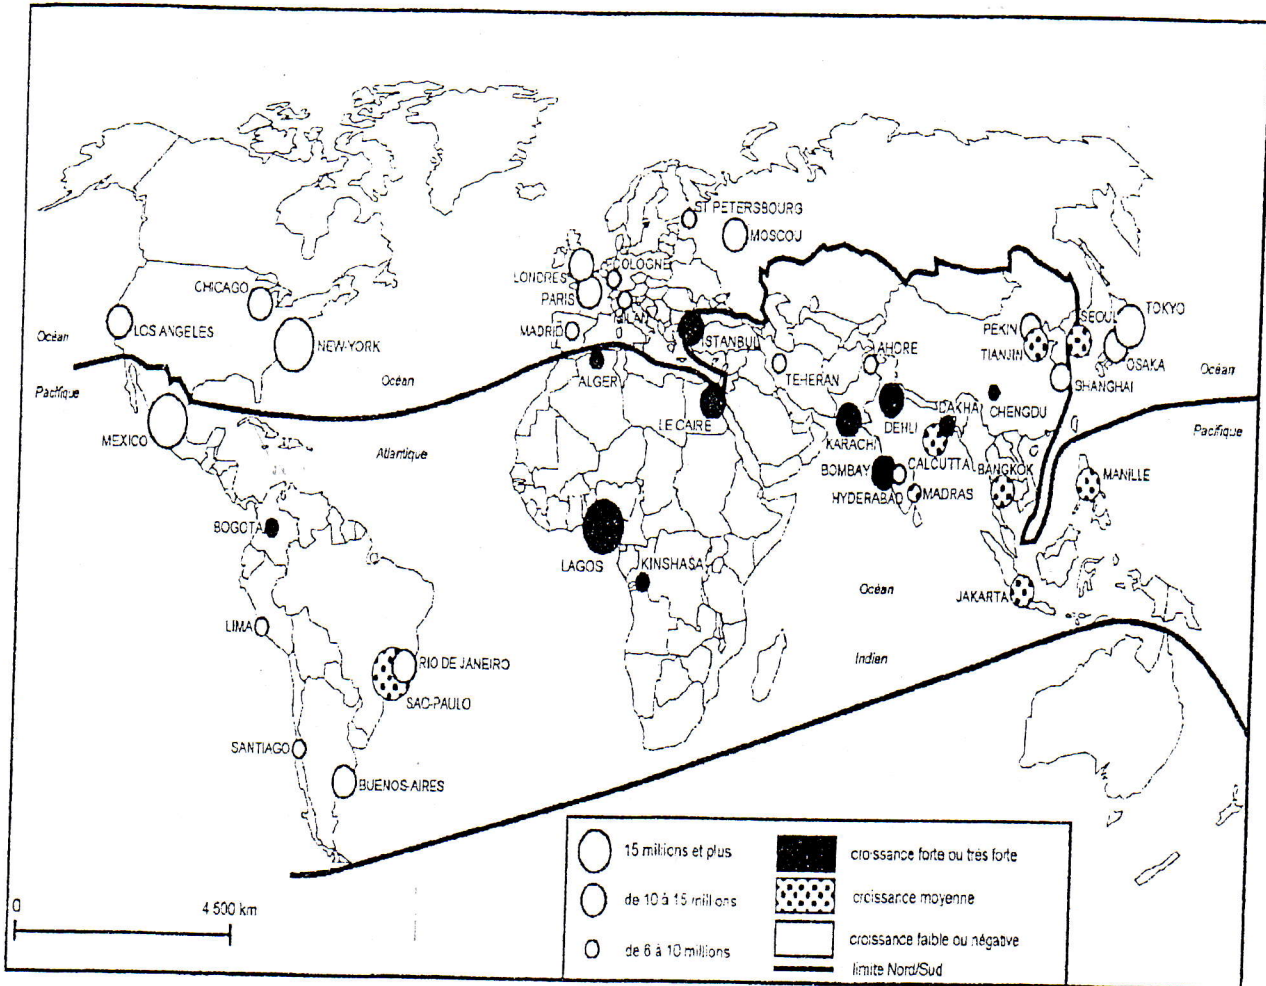 ST PETERSBOURG
MOSCOU
LONDRES
COLOGNE
PARIS
CHICAGO
MILAN
MADRID
LOS ANGELES
NEW-YORK
ISTANBUL
SEOUL
TOKYO
PEKIN
TIANJIN
OSAKA
Océan
Pacifique
Océan
ALGER
TEHERAN
SHANGHAI
Océan
Pacifique
MEXICO
LE CAIRE
DEHLI
DAKHA
CHENGDU
KARACHI
Atlantique
BOMBAY
CALCUTTA
BANGKOK
MANILLE
HYDERABAD
MADRAS
BOGOTA
LAGOS
KINSHASA
Océan
JAKARTA
LIMA
Indien
RIO DE JANEIRO
SAO-PAULO
SANTIAGO
BUENOS-AIRES
15 millions et plus
croissance forte ou très forte
de 10 à 15 millions
croissance moyenne
0
4 500 km
de 6 à 10 millions
croissance faible ou négative
limite Nord/Sud